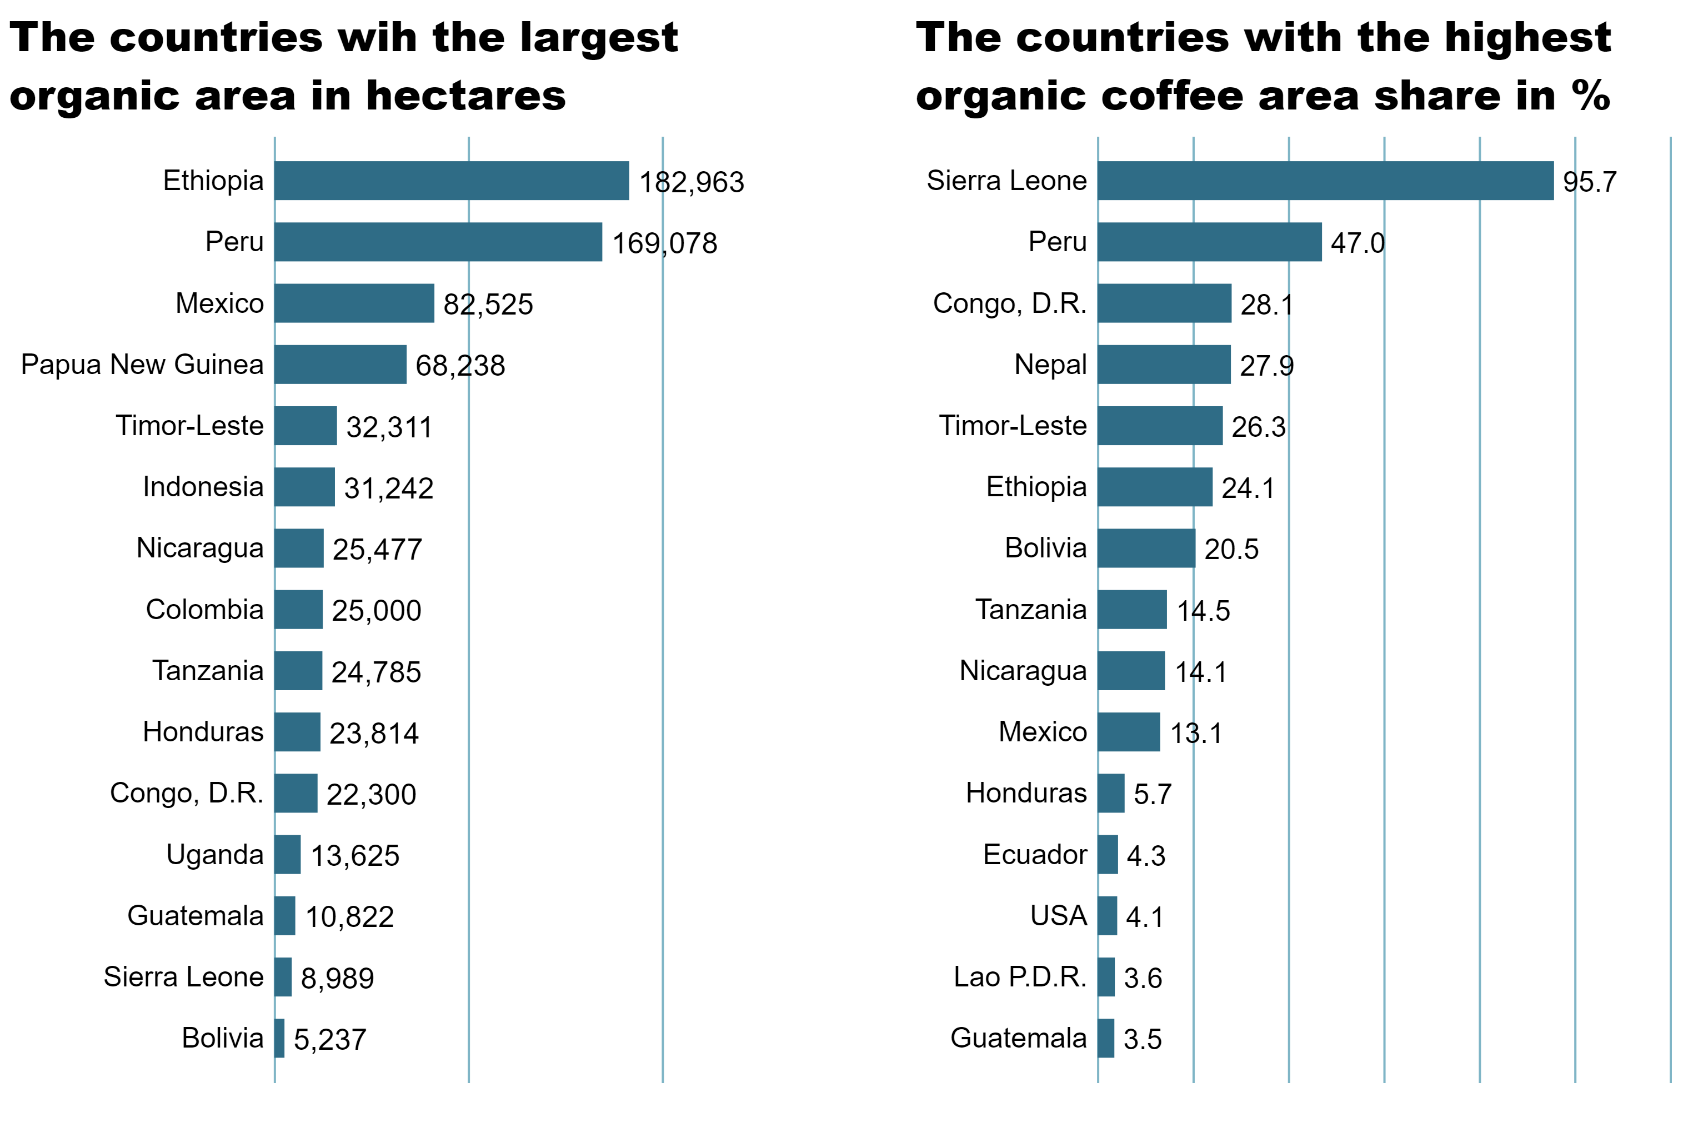 The countries wih the largest
organic area in hectares
Ethiopia 182,963
Peru 169,078
Mexico 82,525
Papua New Guinea 68,238
Timor-Leste 32,311
Indonesia 31,242
Nicaragua 25,477
Colombia 25,000
Tanzania 24,785
Honduras 23,814
Congo, D.R. 22,300
Uganda 13,625
Guatemala 10,822
Sierra Leone 8,989
Bolivia 5,237
The countries with the highest
organic coffee area share in %
Sierra Leone 95.7
Peru 47.0
Congo, D.R. 28.1
Nepal 27.9
Timor-Leste 26.3
Ethiopia 24.1
Bolivia 20.5
Tanzania 14.5
Nicaragua 14.1
Mexico 13.1
Honduras 5.7
Ecuador 4.3
USA 4.1
Lao P.D.R. 3.6
Guatemala 3.5